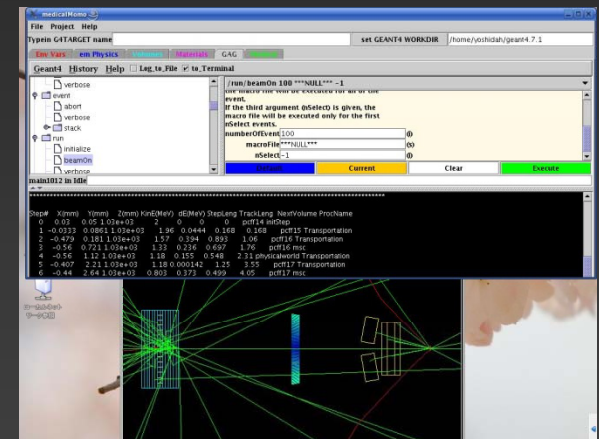 medicalMomo
File Project Help
Typein G4TARGET name set GEANT4 WORKDIR /home/yoshidah/geant4.7.1
Env Vars em Physics volumes Materials GAG
Geant4 History Help Log_to_File to_Terminal
verbose
event
abort
verbose
stack
run
initialize
beamOn
verbose
/run/beamOn 100 ***NULL*** -1
the macro file will be executed for all of the
event.
If the third argument (nSelect) is given, the
macro file will be executed only for the first
nSelect events.
numberOfEvent 100 (i)
macroFile ***NULL*** (s)
nSelect -1 (i)
Default Current Clear Execute
main1012 in Idle
Step# X(mm) Y(mm) Z(mm) KinE(MeV) dE(MeV) StepLeng TrackLeng NextVolume ProcName
0 0.03 0.05 1.03e+03 2 0 0 0 pcff14 initStep
1 -0.0333 0.0861 1.03e+03 1.96 0.0444 0.168 0.168 pcff15 Transportation
2 -0.479 0.181 1.03e+03 1.57 0.394 0.893 1.06 pcff16 Transportation
3 -0.56 0.721 1.03e+03 1.33 0.236 0.697 1.76 pcff16 msc
4 -0.56 1.12 1.03e+03 1.18 0.155 0.548 2.31 physicalworld Transportation
5 -0.407 2.21 1.03e+03 1.18 0.000142 1.25 3.55 pcff17 Transportation
6 -0.44 2.64 1.03e+03 0.803 0.373 0.499 4.05 pcff17 msc